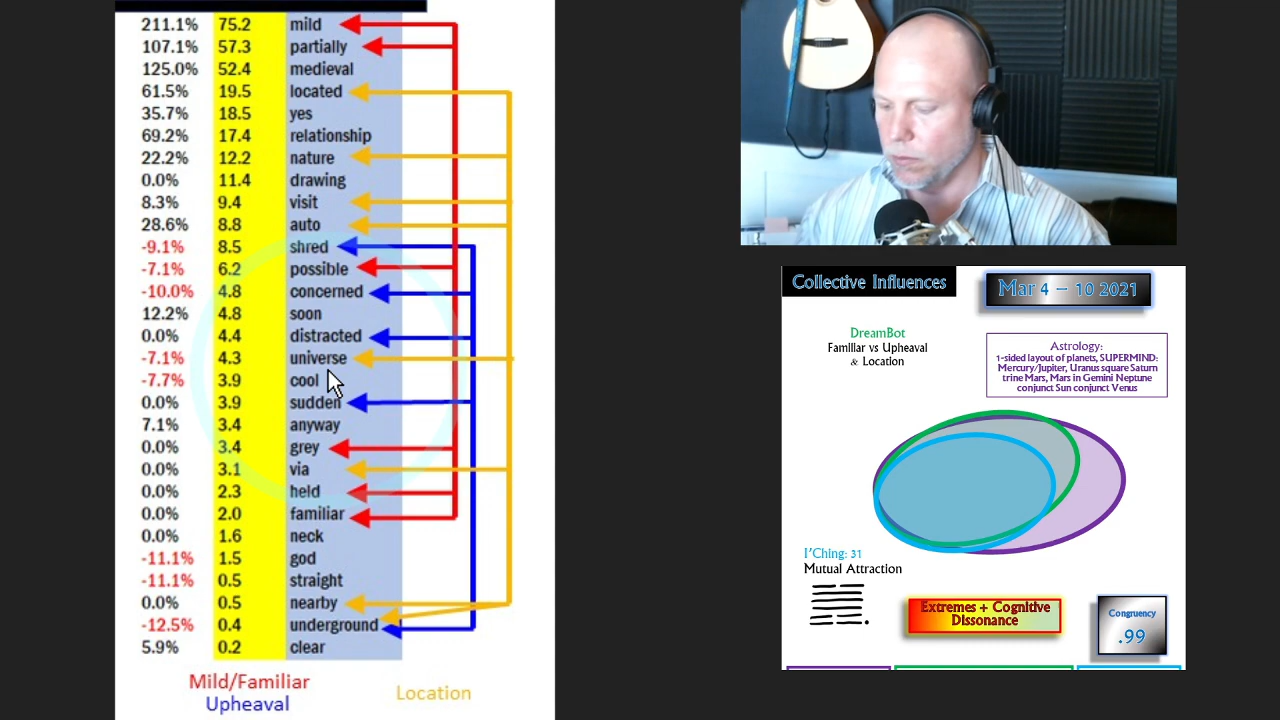 211.1% 75.2 mild
107.1% 57.3 partially
125.0% 52.4 medieval
61.5% 19.5 located
35.7% 18.5 yes
69.2% 17.4 relationship
22.2% 12.2 nature
0.0% 11.4 drawing
8.3% 9.4 visit
28.6% 8.8 auto
-9.1% 8.5 shred
-7.1% 6.2 possible
-10.0% 4.8 concerned
12.2% 4.8 soon
0.0% 4.4 distracted
-7.1% 4.3 universe
-7.7% 3.9 cool
0.0% 3.9 sudden
7.1% 3.4 anyway
0.0% 3.4 grey
0.0% 3.1 via
0.0% 2.3 held
0.0% 2.0 familiar
0.0% 1.6 neck
-11.1% 1.5 god
-11.1% 0.5 straight
0.0% 0.5 nearby
-12.5% 0.4 underground
5.9% 0.2 clear
Mild/Familiar
Upheaval
Location
Collective Influences
Mar 4 – 10 2021
DreamBot
Familiar vs Upheaval
& Location
Astrology:
1-sided layout of planets, SUPERMIND:
Mercury/Jupiter, Uranus square Saturn
trine Mars, Mars in Gemini Neptune
conjunct Sun conjunct Venus
I'Ching: 31
Mutual Attraction
Extremes + Cognitive
Dissonance
Congruency
.99